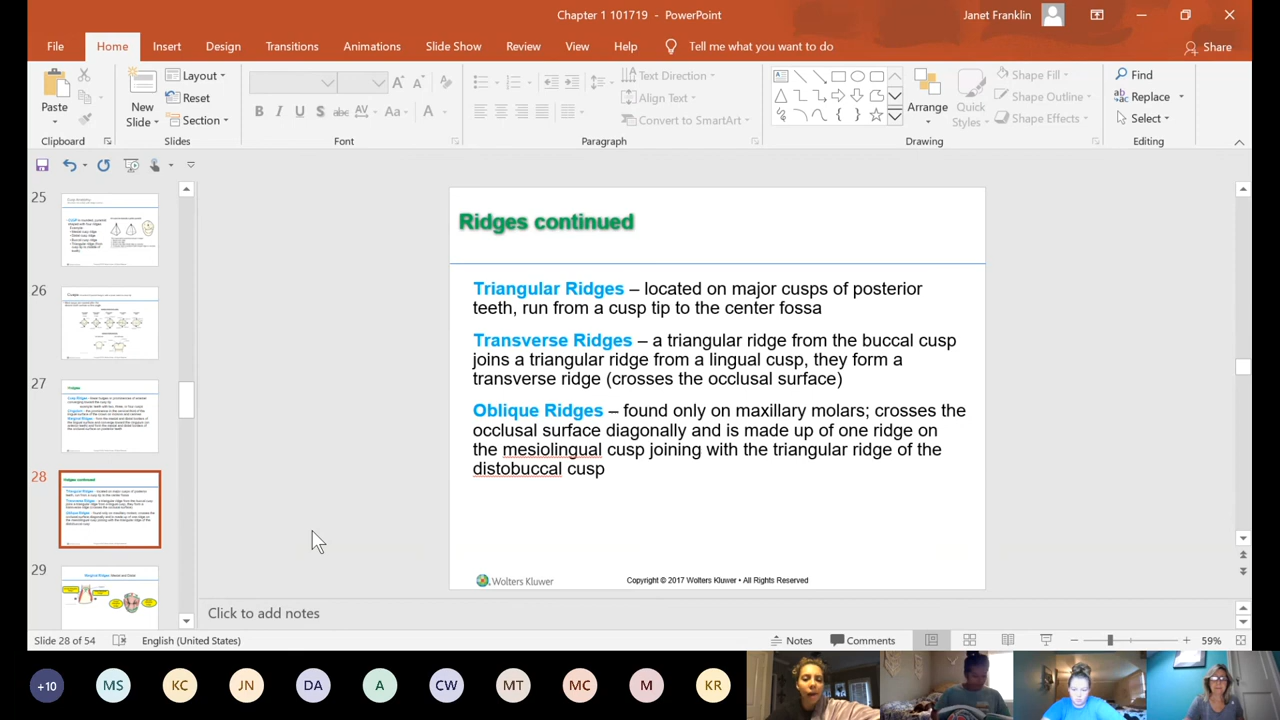 Chapter 1 101719 - PowerPoint
Janet Franklin
File Home Insert Design Transitions Animations Slide Show Review View Help Tell me what you want to do Share
Paste
New
Slide
Layout
Reset
Section
B I U S abc AV Aa A
Text Direction
Align Text
Convert to SmartArt
Arrange
Quick
Styles
Shape Fill
Shape Outline
Shape Effects
Find
Replace
Select
Clipboard Slides Font Paragraph Drawing Editing
25
26
27
28
29
Ridges continued
Triangular Ridges – located on major cusps of posterior
teeth, run from a cusp tip to the center fossa
Transverse Ridges – a triangular ridge from the buccal cusp
joins a triangular ridge from a lingual cusp, they form a
transverse ridge (crosses the occlusal surface)
Oblique Ridges – found only on maxillary molars; crosses the
occlusal surface diagonally and is made up of one ridge on
the mesiolingual cusp joining with the triangular ridge of the
distobuccal cusp
Wolters Kluwer
Copyright © 2017 Wolters Kluwer • All Rights Reserved
Click to add notes
Slide 28 of 54 English (United States) Notes Comments 59%
+10 MS KC JN DA A CW MT MC M KR